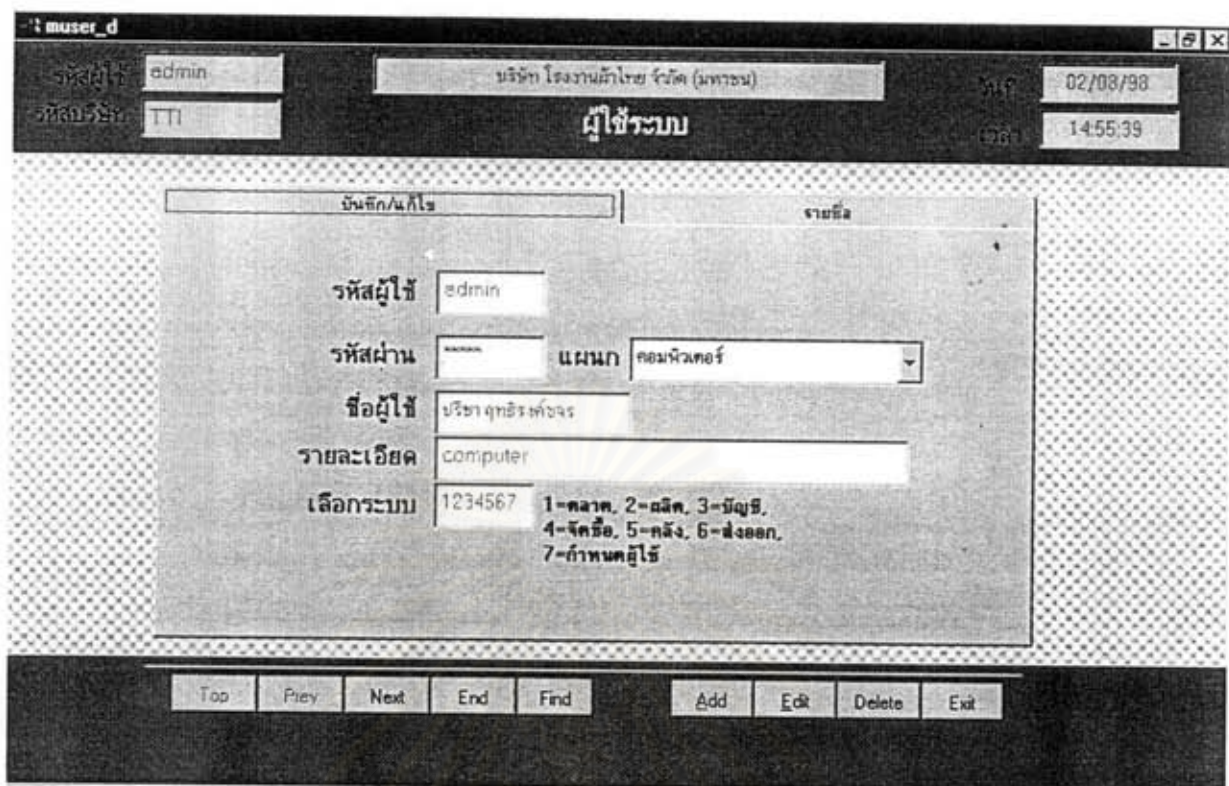 muser_d
รหัสผู้ใช้ admin บริษัท โรงงานผ้าไทย จำกัด (มหาชน) วันที่ 02/08/98
รหัสบริษัท TTI ผู้ใช้ระบบ เวลา 14:55:39
บันทึก/แก้ไข รายชื่อ
รหัสผู้ใช้ admin
รหัสผ่าน ****** แผนก คอมพิวเตอร์
ชื่อผู้ใช้ ปรีชา
รายละเอียด computer
เลือกระบบ 1234567 1=ตลาด, 2=ผลิต, 3=บัญชี,
4=จัดซื้อ, 5=คลัง, 6=ส่งออก,
7=กำหนดผู้ใช้
Top Prev Next End Find Add Edit Delete Exit